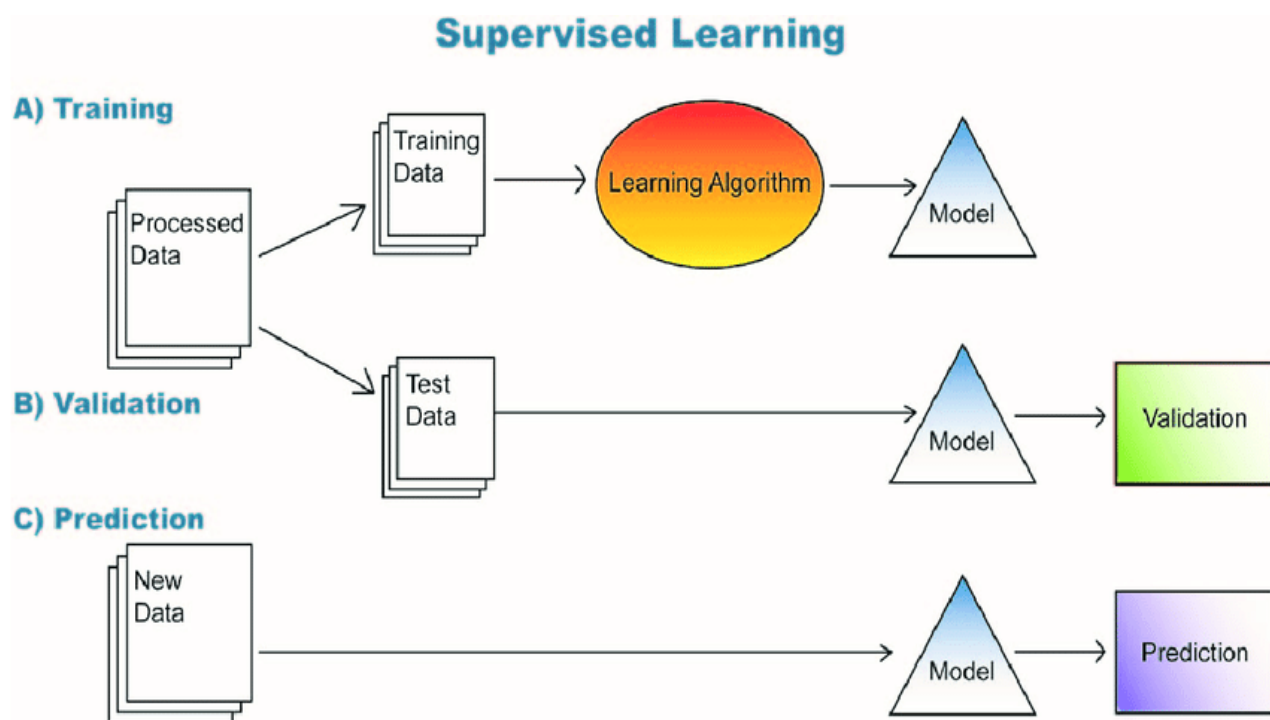 Supervised Learning
A) Training
Training
Data
Learning Algorithm
Model
Processed
Data
B) Validation
Test
Data
Model
Validation
C) Prediction
New
Data
Model
Prediction